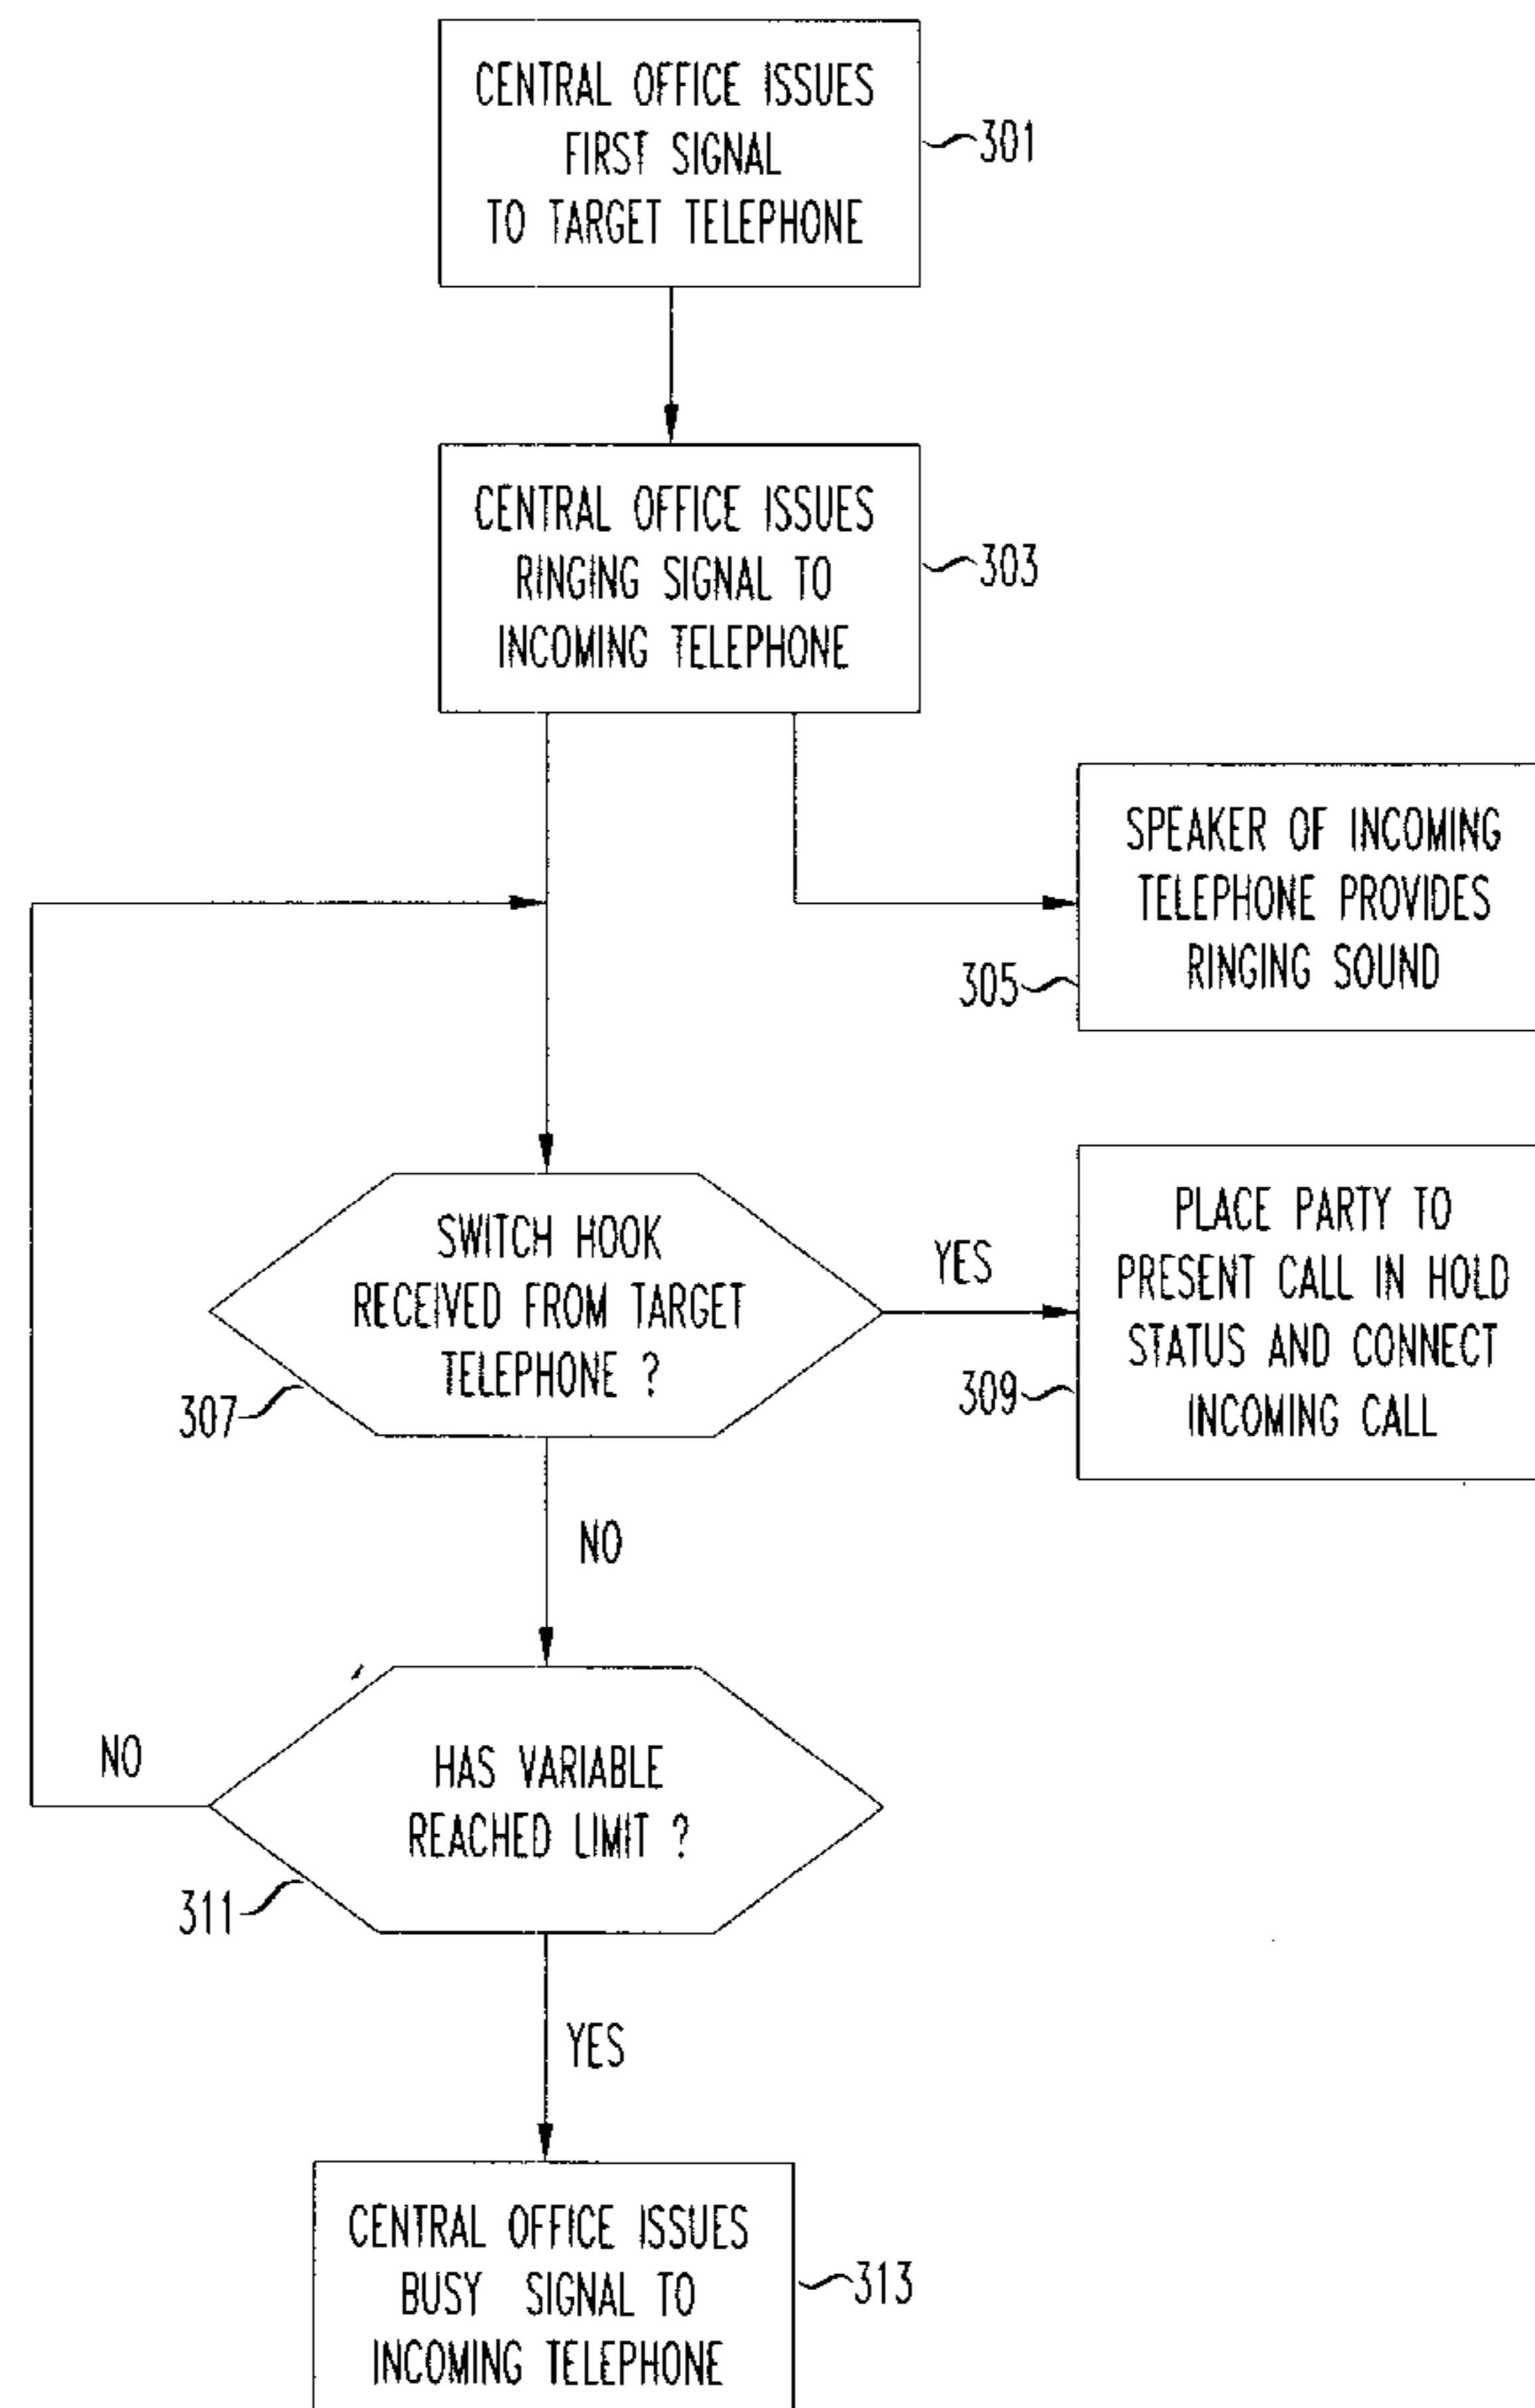 CENTRAL OFFICE ISSUES
FIRST SIGNAL
TO TARGET TELEPHONE
301
CENTRAL OFFICE ISSUES
RINGING SIGNAL TO
INCOMING TELEPHONE
303
SPEAKER OF INCOMING
TELEPHONE PROVIDES
RINGING SOUND
305
SWITCH HOOK
RECEIVED FROM TARGET
TELEPHONE ?
307
YES
PLACE PARTY TO
PRESENT CALL IN HOLD
STATUS AND CONNECT
INCOMING CALL
309
NO
HAS VARIABLE
REACHED LIMIT ?
311
NO
YES
CENTRAL OFFICE ISSUES
BUSY SIGNAL TO
INCOMING TELEPHONE
313